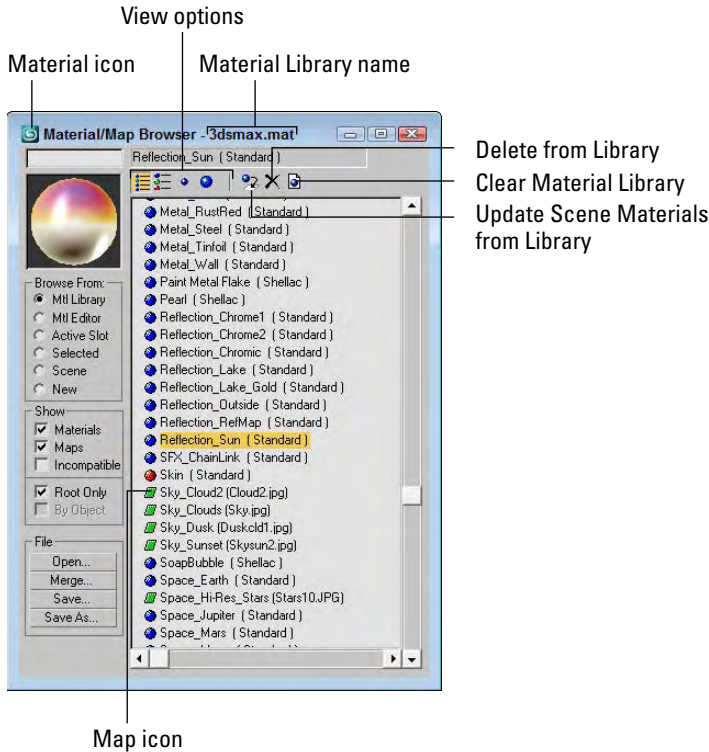 View options
Material icon
Material Library name
Material/Map Browser - 3dsmax.mat
Reflection_Sun ( Standard )
Delete from Library
Clear Material Library
Update Scene Materials
from Library
Metal_RustRed ( Standard )
Metal_Steel ( Standard )
Metal_Tinfoil ( Standard )
Metal_Wall ( Standard )
Paint Metal Flake ( Shellac )
Pearl ( Shellac )
Reflection_Chrome1 ( Standard )
Reflection_Chrome2 ( Standard )
Reflection_Chromic ( Standard )
Reflection_Lake ( Standard )
Reflection_Lake_Gold ( Standard )
Reflection_Outside ( Standard )
Reflection_RefMap ( Standard )
Reflection_Sun ( Standard )
SFX_ChainLink ( Standard )
Skin ( Standard )
Sky_Cloud2 (Cloud2.jpg)
Sky_Clouds (Sky.jpg)
Sky_Dusk (Duskcld1.jpg)
Sky_Sunset (Skysun2.jpg)
SoapBubble ( Shellac )
Space_Earth ( Standard )
Space_Hi-Res_Stars (Stars10.JPG)
Space_Jupiter ( Standard )
Space_Mars ( Standard )
Browse From:
Mtl Library
Mtl Editor
Active Slot
Selected
Scene
New
Show
Materials
Maps
Incompatible
Root Only
By Object
File
Open...
Merge...
Save...
Save As...
Map icon